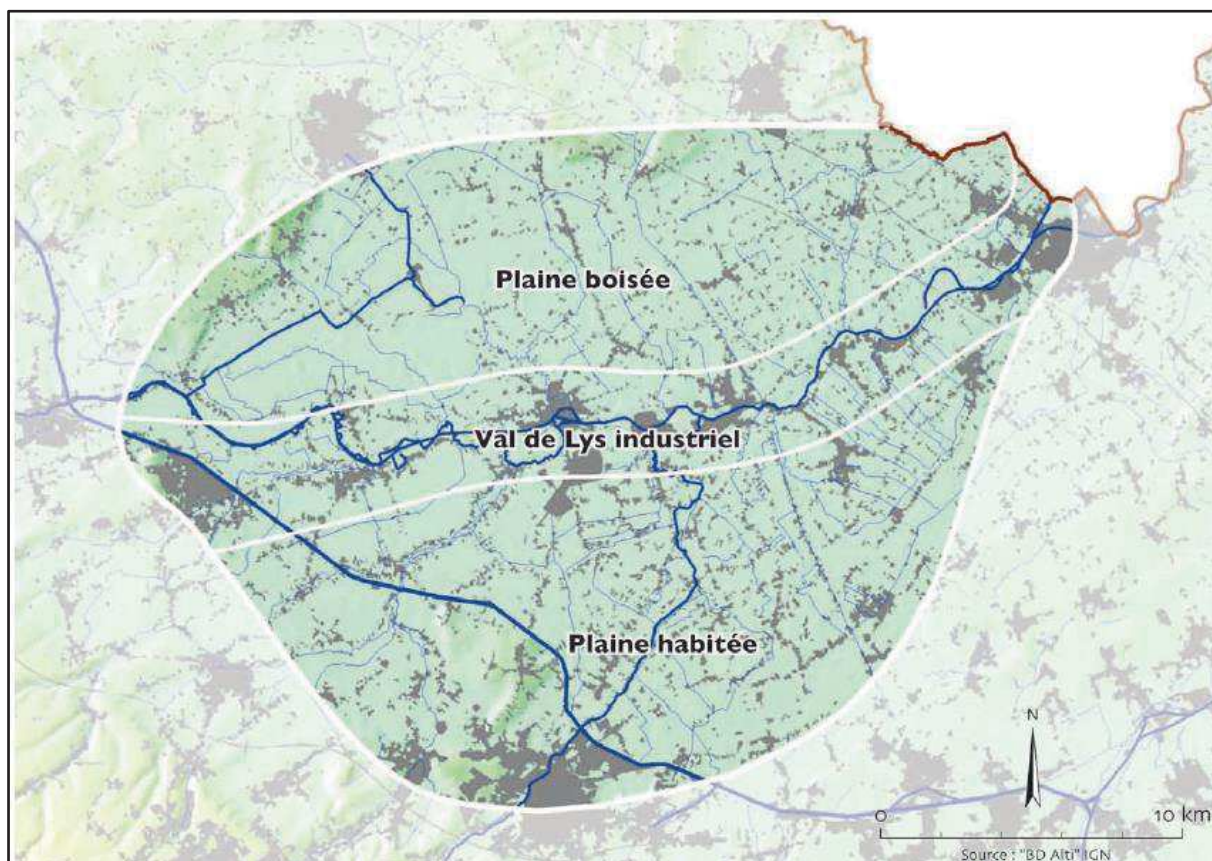 Plaine boisée
Val de Lys industriel
Plaine habitée
N
0
10 km
Source : "BD Alti" IGN